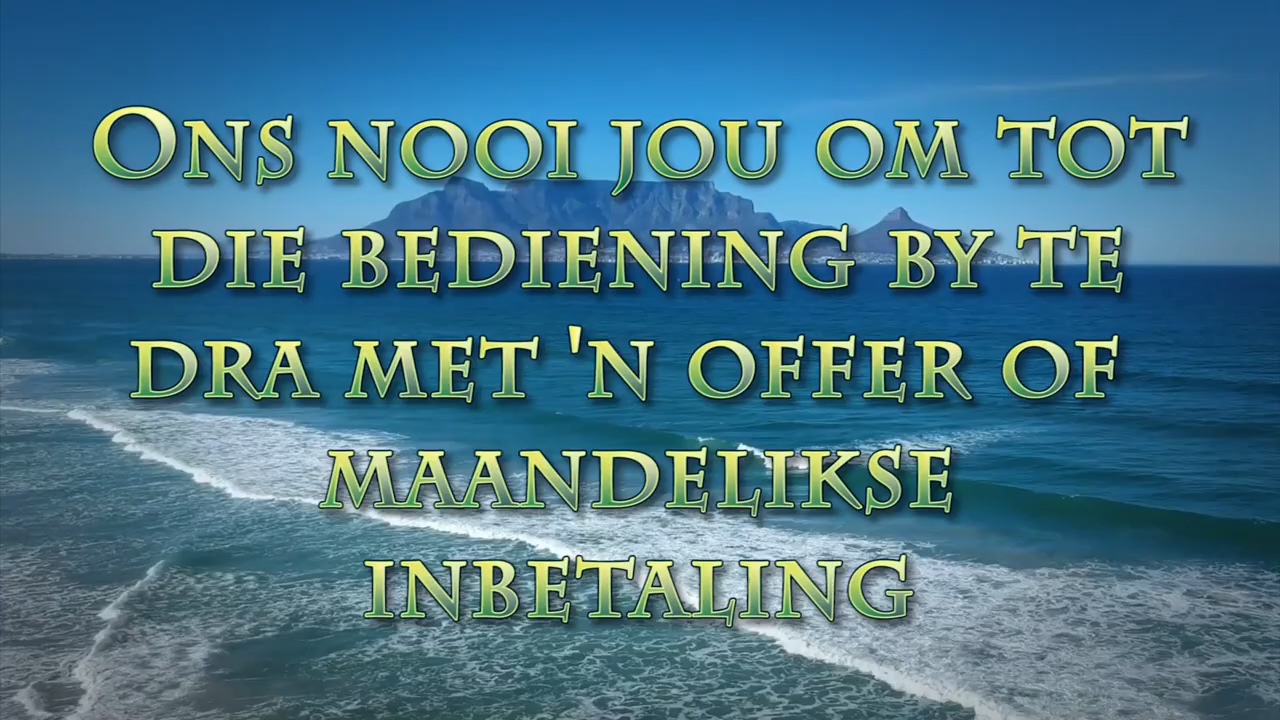 Ons nooi jou om tot
die bediening by te
dra met 'n offer of
maandelikse
inbetaling